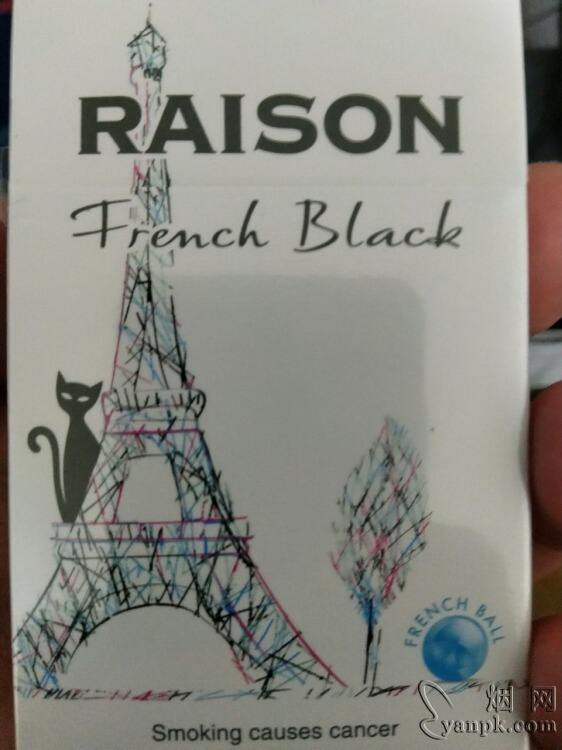 RAISON
French Black
FRENCH BALL
烟网
yanpk.com
Smoking causes cancer